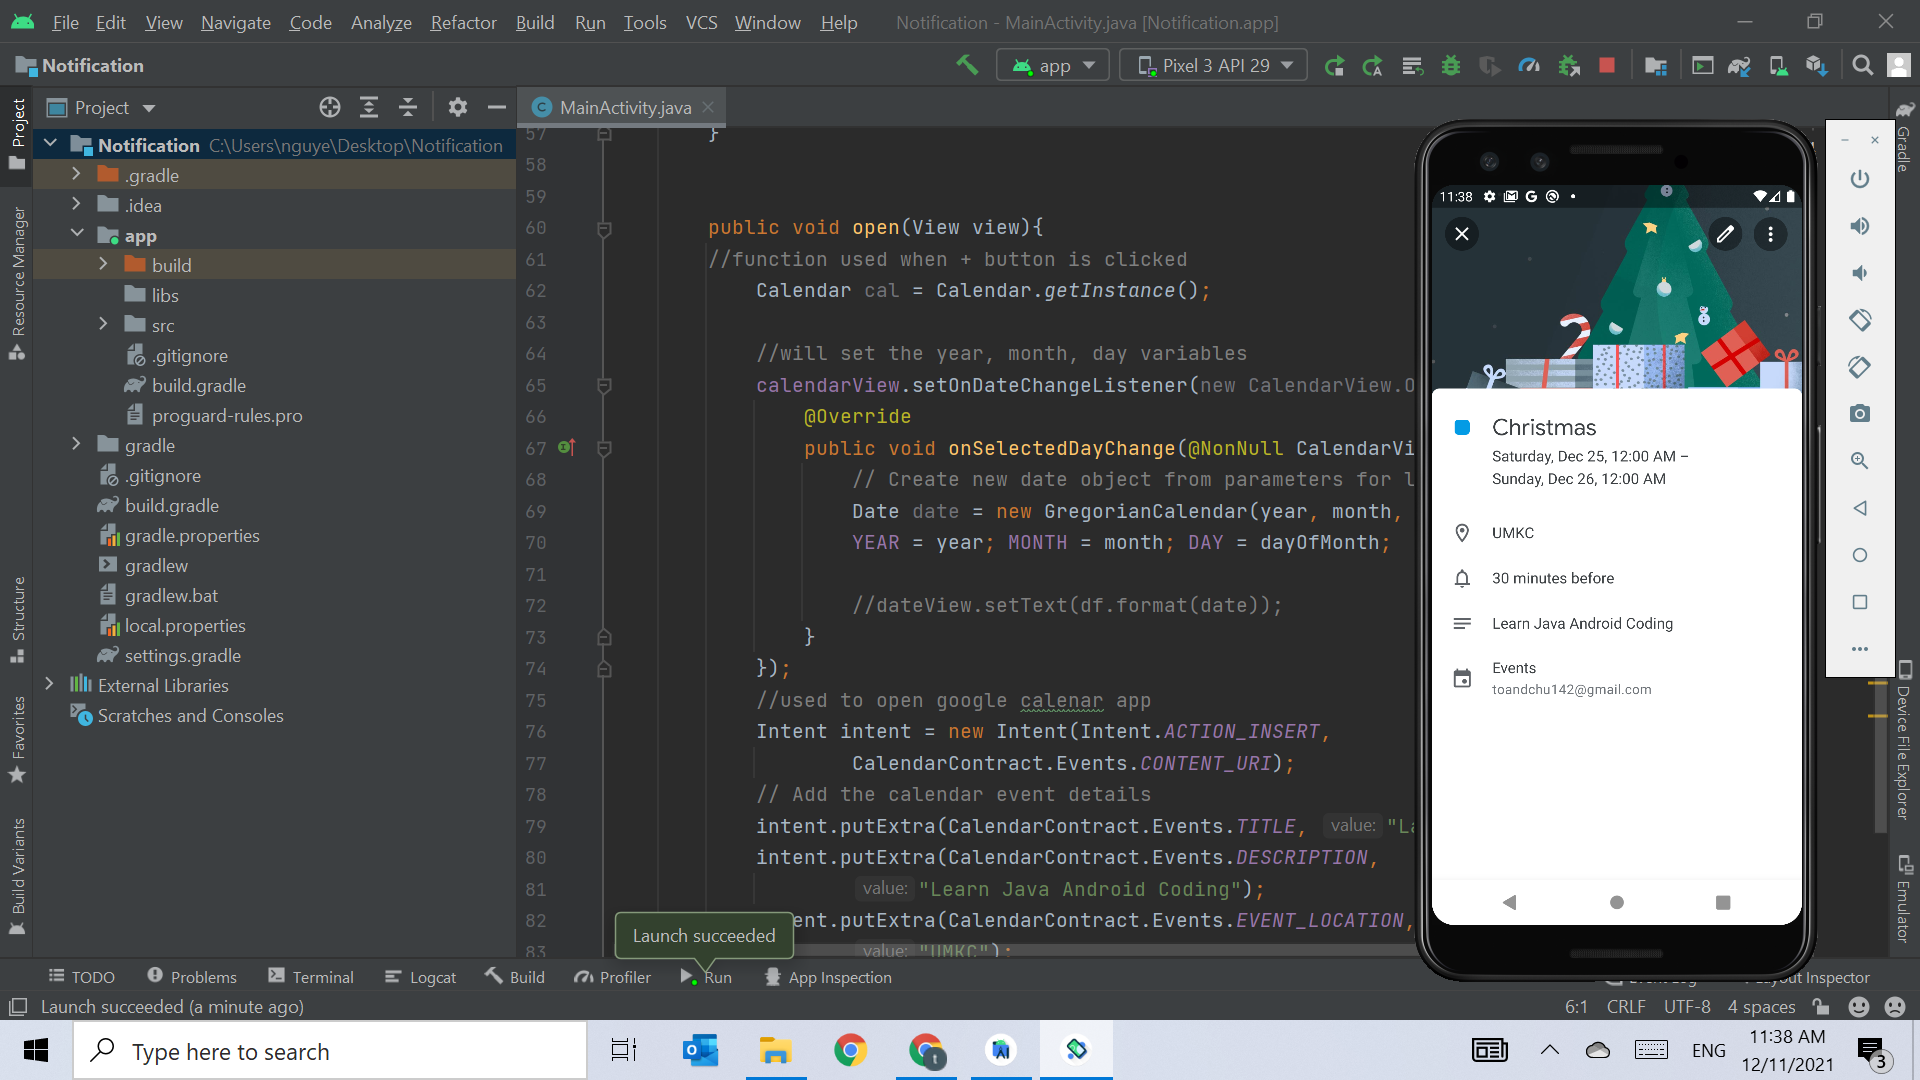 File Edit View Navigate Code Analyze Refactor Build Run Tools VCS Window Help Notification - MainActivity.java [Notification.app]
Notification app Pixel 3 API 29
Project MainActivity.java
Project
Resource Manager
Structure
Favorites
Build Variants
Notification C:\Users\nguye\Desktop\Notification
.gradle
.idea
app
build
libs
src
.gitignore
build.gradle
proguard-rules.pro
gradle
.gitignore
build.gradle
gradle.properties
gradlew
gradlew.bat
local.properties
settings.gradle
External Libraries
Scratches and Consoles
57 }
58
59
60 public void open(View view){
61 //function used when + button is clicked
62 Calendar cal = Calendar.getInstance();
63
64 //will set the year, month, day variables
65 calendarView.setOnDateChangeListener(new CalendarView.O
66 @Override
67 public void onSelectedDayChange(@NonNull CalendarVi
68 // Create new date object from parameters for l
69 Date date = new GregorianCalendar(year, month,
70 YEAR = year; MONTH = month; DAY = dayOfMonth;
71
72 //dateView.setText(df.format(date));
73 }
74 });
75 //used to open google calenar app
76 Intent intent = new Intent(Intent.ACTION_INSERT,
77 CalendarContract.Events.CONTENT_URI);
78 // Add the calendar event details
79 intent.putExtra(CalendarContract.Events.TITLE, value: "La
80 intent.putExtra(CalendarContract.Events.DESCRIPTION,
81 value: "Learn Java Android Coding");
82 ent.putExtra(CalendarContract.Events.EVENT_LOCATION,
83 value: "UMKC");
Launch succeeded
11:38
Christmas
Saturday, Dec 25, 12:00 AM –
Sunday, Dec 26, 12:00 AM
UMKC
30 minutes before
Learn Java Android Coding
Events
toandchu142@gmail.com
Gradle
Device File Explorer
Emulator
TODO Problems Terminal Logcat Build Profiler Run App Inspection Event Log Layout Inspector
Launch succeeded (a minute ago) 6:1 CRLF UTF-8 4 spaces
Type here to search
ENG
11:38 AM
12/11/2021
3